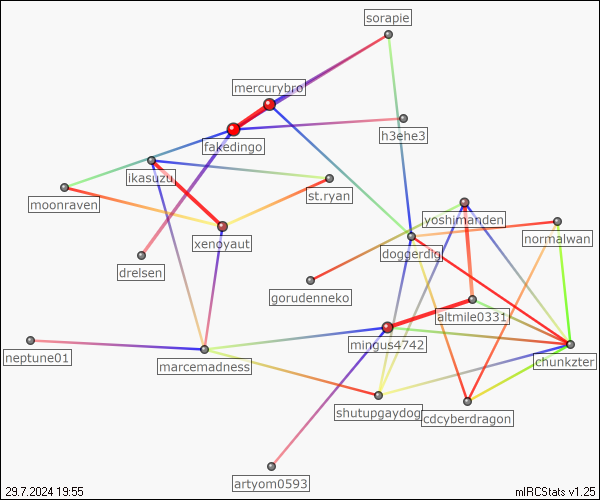 sorapie
mercurybro
h3ehe3
fakedingo
ikasuzu
st.ryan
moonraven
yoshimanden
normalwan
xenoyaut
doggerdig
drelsen
gorudenneko
altmile0331
mingus4742
neptune01
marcemadness
chunkzter
shutupgaydog
cdcyberdragon
artyom0593
29.7.2024 19:55
mIRCStats v1.25